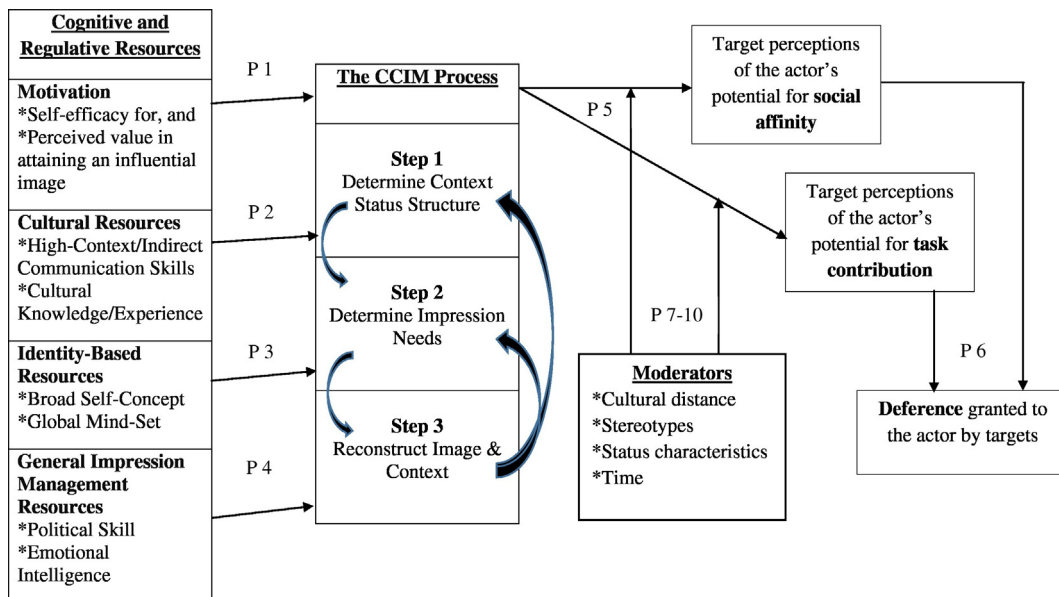 Cognitive and
Regulative Resources
Motivation
*Self-efficacy for, and
*Perceived value in
attaining an influential
image
Cultural Resources
*High-Context/Indirect
Communication Skills
*Cultural
Knowledge/Experience
Identity-Based
Resources
*Broad Self-Concept
*Global Mind-Set
General Impression
Management
Resources
*Political Skill
*Emotional
Intelligence
P 1
P 2
P 3
P 4
The CCIM Process
Step 1
Determine Context
Status Structure
Step 2
Determine Impression
Needs
Step 3
Reconstruct Image &
Context
P 5
P 7-10
Moderators
*Cultural distance
*Stereotypes
*Status characteristics
*Time
Target perceptions
of the actor's
potential for social
affinity
Target perceptions
of the actor's
potential for task
contribution
P 6
Deference granted to
the actor by targets